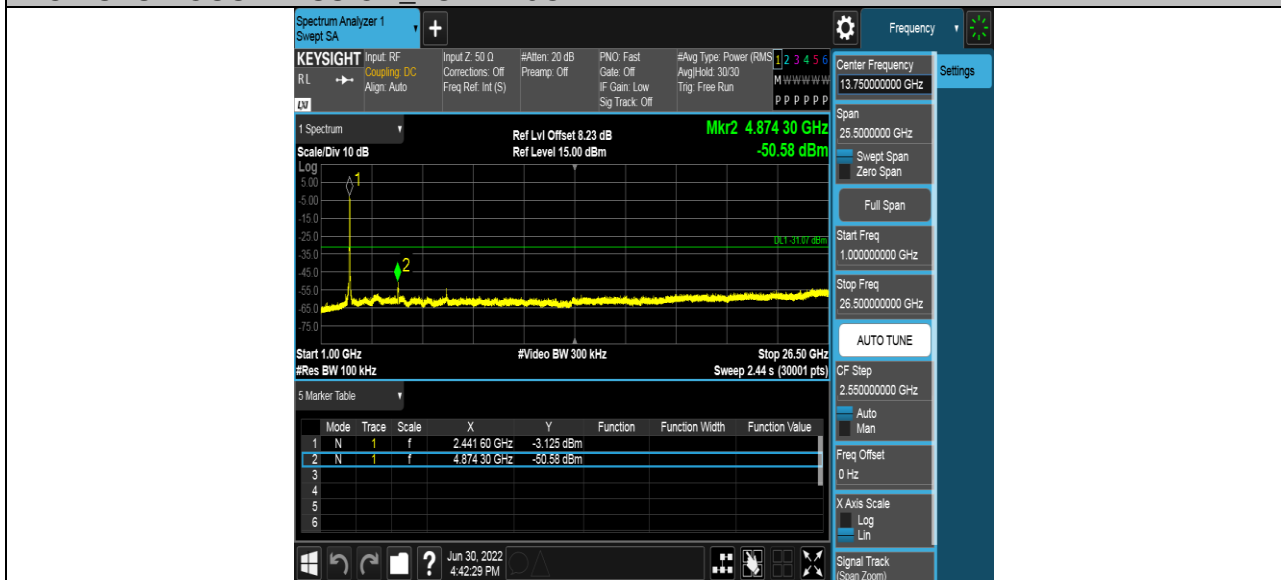 Spectrum Analyzer 1
Swept SA
+
Frequency
KEYSIGHT
RL
LXI
Input: RF
Coupling: DC
Align: Auto
Input Z: 50 Ω
Corrections: Off
Freq Ref: Int (S)
#Atten: 20 dB
Preamp: Off
PNO: Fast
Gate: Off
IF Gain: Low
Sig Track: Off
#Avg Type: Power (RMS
Avg|Hold: 30/30
Trig: Free Run
1 2 3 4 5 6
M W W W W W
P P P P P P
1 Spectrum
Scale/Div 10 dB
Ref Lvl Offset 8.23 dB
Ref Level 15.00 dBm
Mkr2 4.874 30 GHz
-50.58 dBm
Log
5.00
-5.00
-15.0
-25.0
-35.0
-45.0
-55.0
-65.0
-75.0
1
2
DL1 -31.07 dBm
Start 1.00 GHz
#Video BW 300 kHz
Stop 26.50 GHz
#Res BW 100 kHz
Sweep 2.44 s (30001 pts)
5 Marker Table
Mode Trace Scale X Y Function Function Width Function Value
1 N 1 f 2.441 60 GHz -3.125 dBm
2 N 1 f 4.874 30 GHz -50.58 dBm
3
4
5
6
?
Jun 30, 2022
4:42:29 PM
Center Frequency
13.750000000 GHz
Settings
Span
25.5000000 GHz
Swept Span
Zero Span
Full Span
Start Freq
1.000000000 GHz
Stop Freq
26.500000000 GHz
AUTO TUNE
CF Step
2.550000000 GHz
Auto
Man
Freq Offset
0 Hz
X Axis Scale
Log
Lin
Signal Track
(Span Zoom)